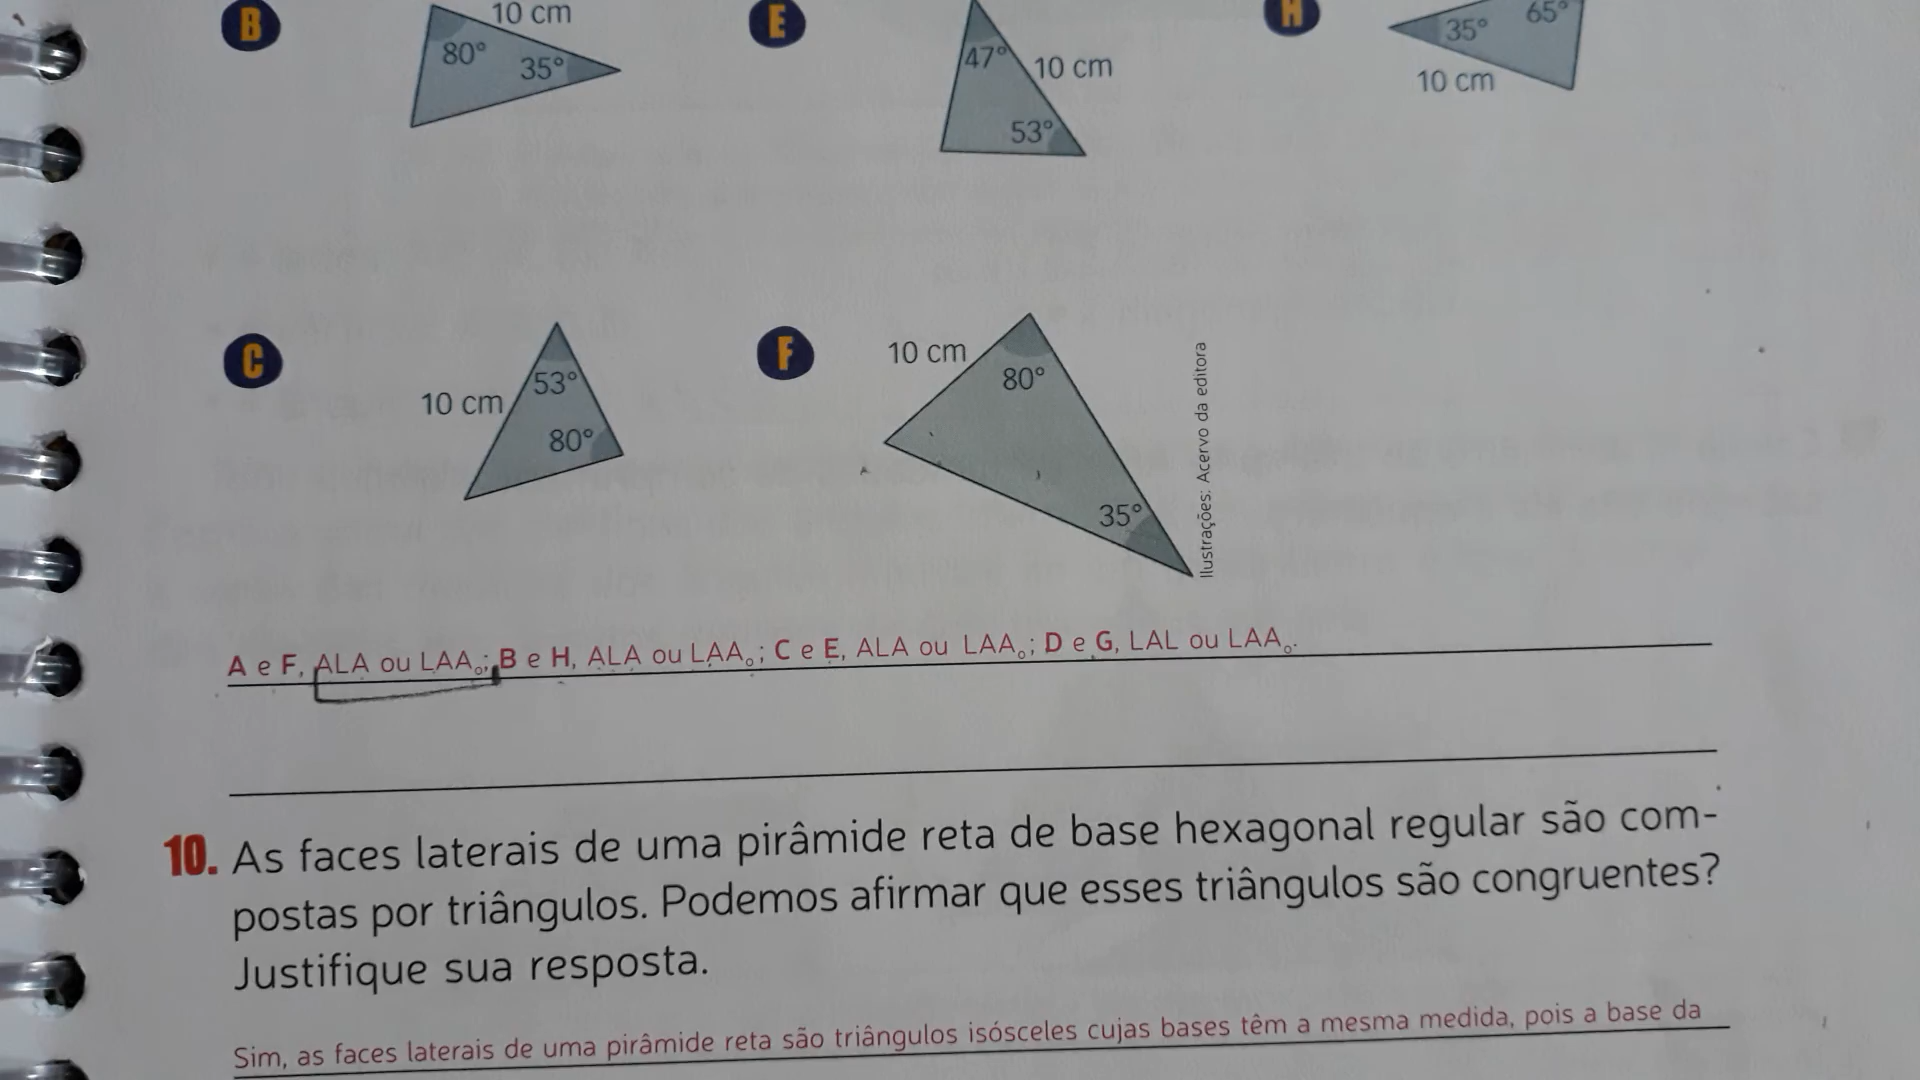 B
10 cm
80°
35°
E
47°
10 cm
53°
H
35°
65°
10 cm
C
10 cm
53°
80°
F
10 cm
80°
35°
Ilustrações: Acervo da editora
A e F, ALA ou LAAₒ; B e H, ALA ou LAAₒ; C e E, ALA ou LAAₒ; D e G, LAL ou LAAₒ.
10. As faces laterais de uma pirâmide reta de base hexagonal regular são com-
postas por triângulos. Podemos afirmar que esses triângulos são congruentes?
Justifique sua resposta.
Sim, as faces laterais de uma pirâmide reta são triângulos isósceles cujas bases têm a mesma medida, pois a base da